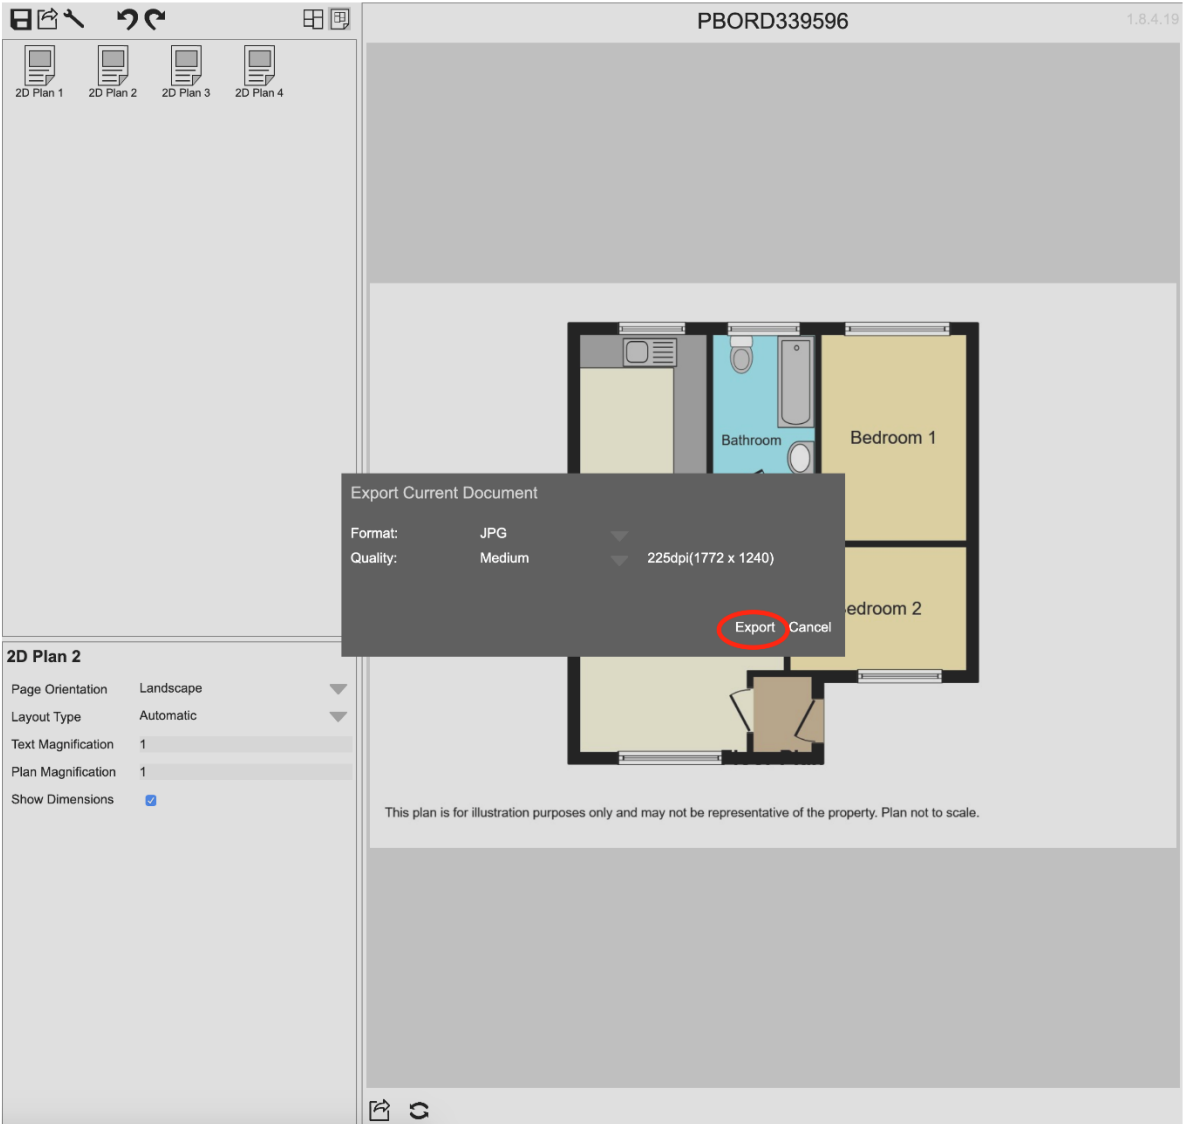 PBORD339596
1.8.4.19
2D Plan 1
2D Plan 2
2D Plan 3
2D Plan 4
Bathroom
Bedroom 1
Export Current Document
Format: JPG
Quality: Medium 225dpi(1772 x 1240)
Export Cancel
edroom 2
2D Plan 2
Page Orientation Landscape
Layout Type Automatic
Text Magnification 1
Plan Magnification 1
Show Dimensions
This plan is for illustration purposes only and may not be representative of the property. Plan not to scale.